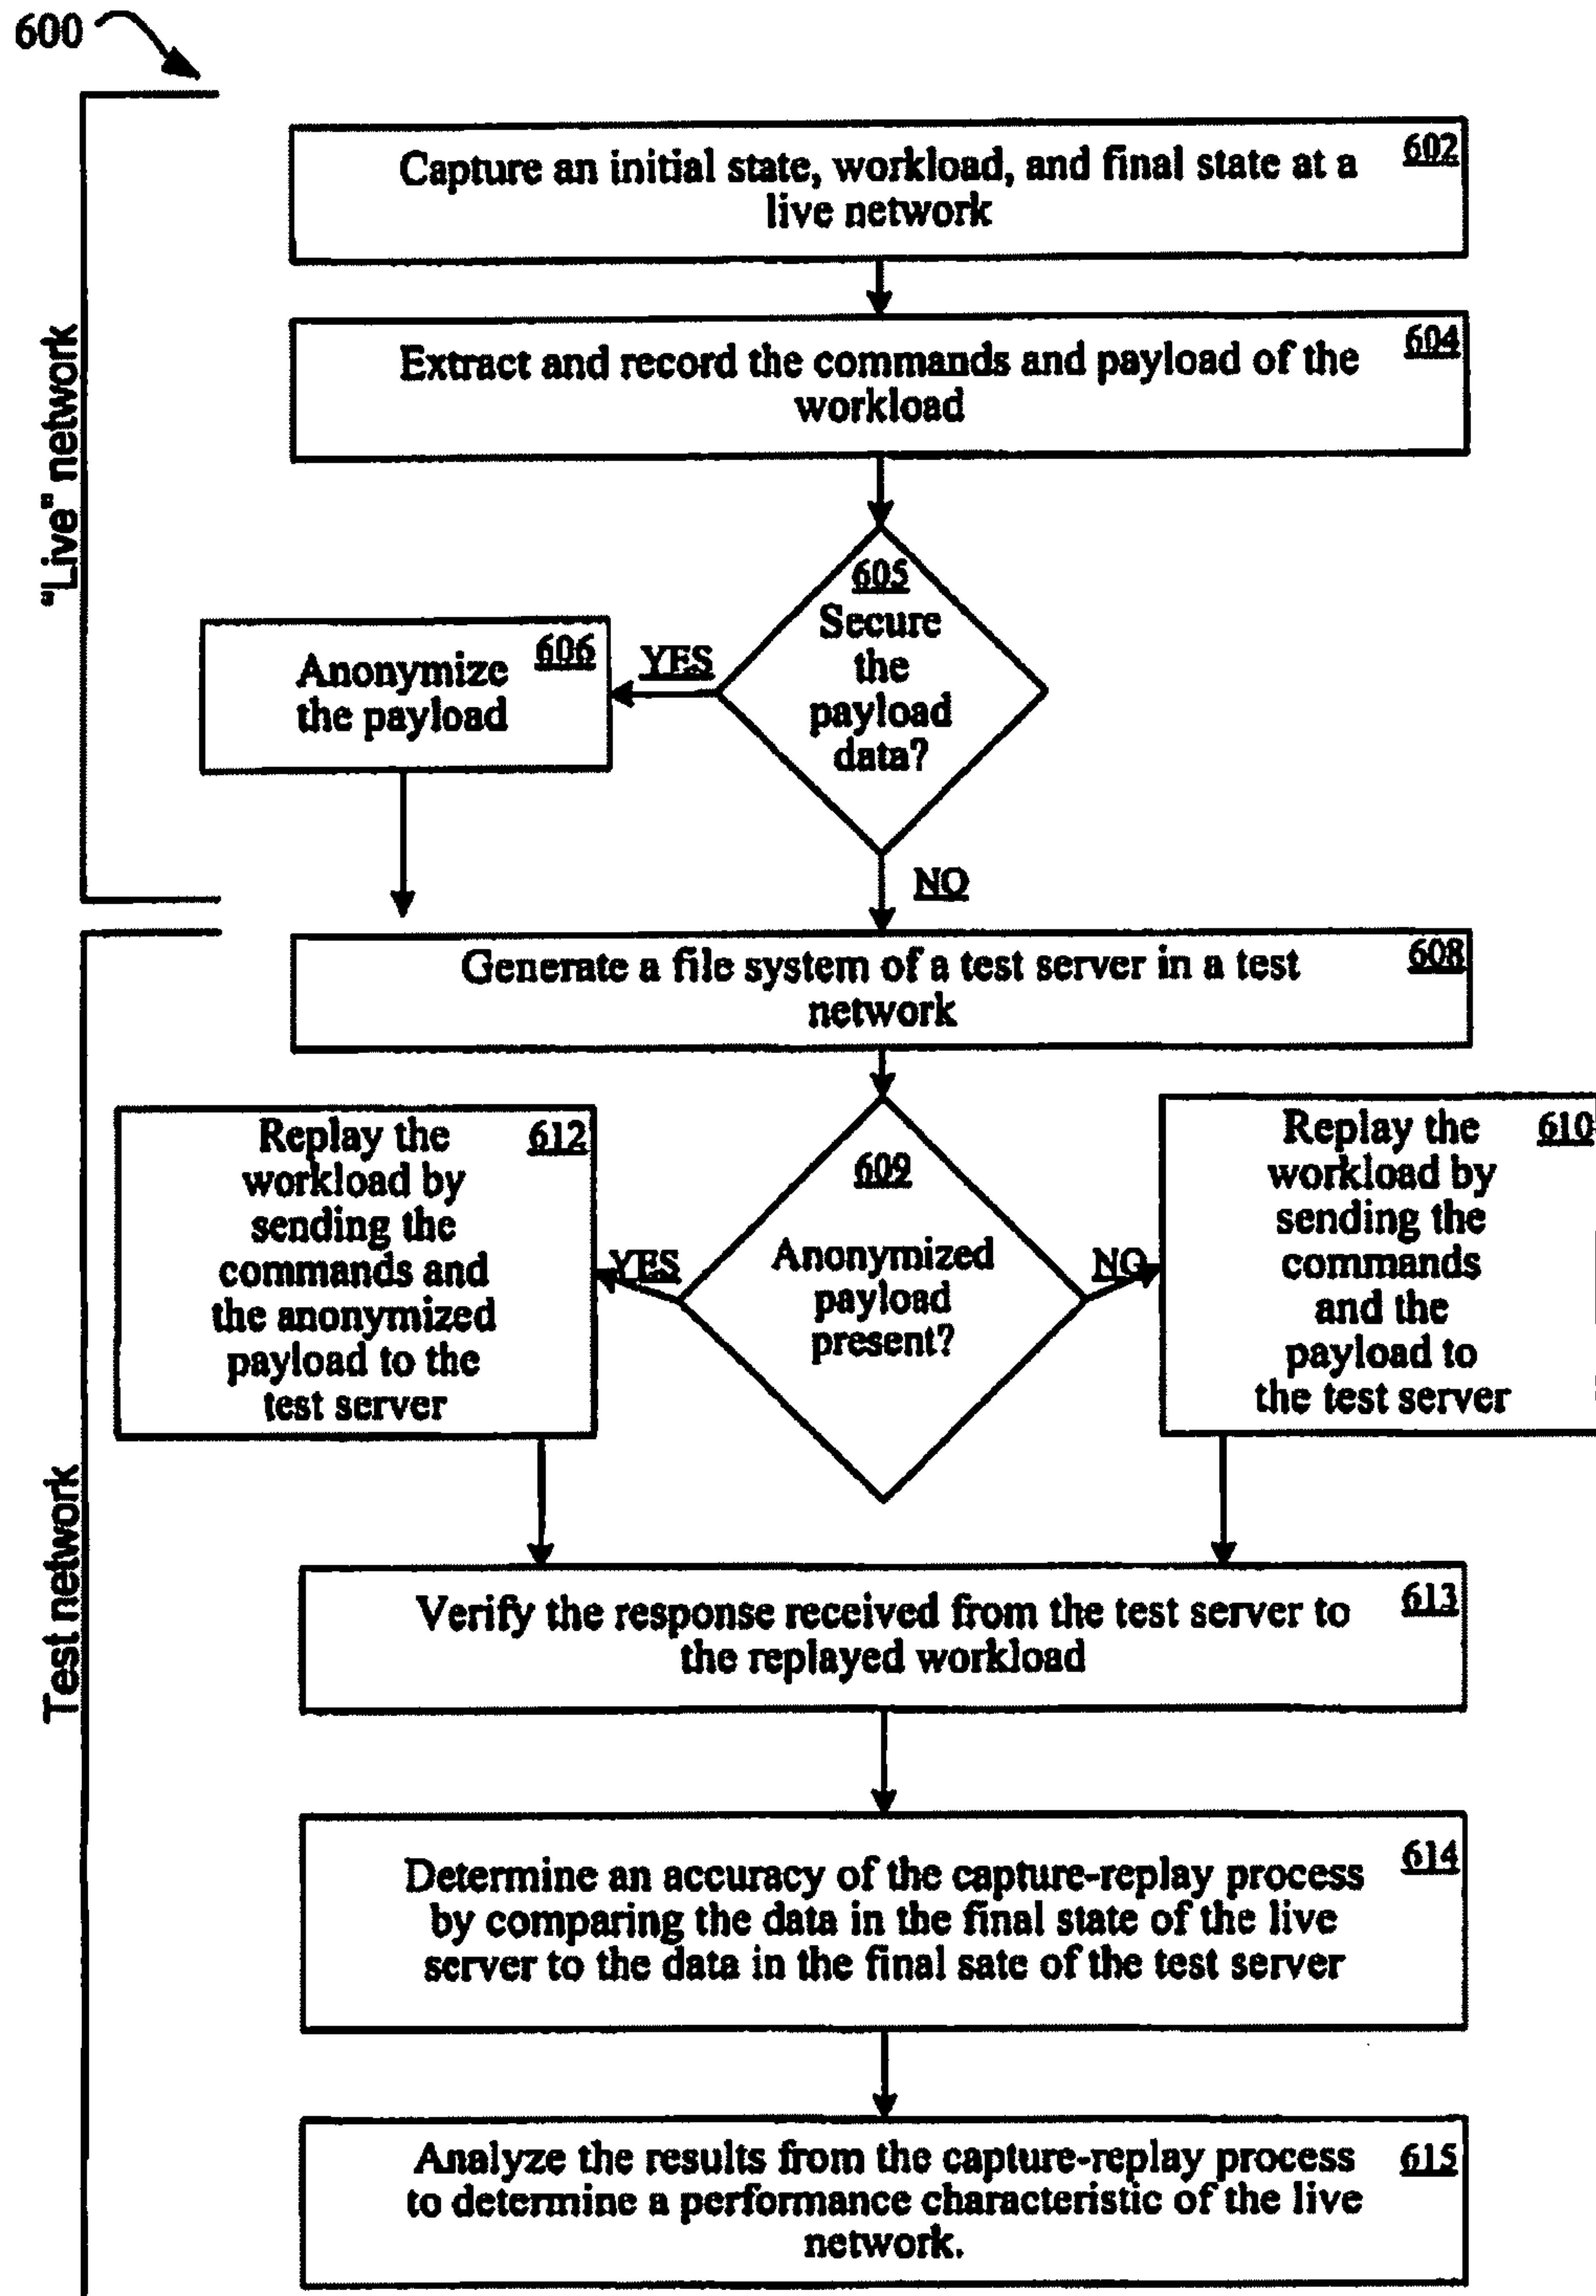 600
602
Capture an initial state, workload, and final state at a
live network
604
Extract and record the commands and payload of the
workload
"Live" network
605
Secure
the
payload
data?
YES
606
Anonymize
the payload
NO
608
Generate a file system of a test server in a test
network
609
Anonymized
payload
present?
YES
612
Replay the
workload by
sending the
commands and
the anonymized
payload to the
test server
NO
610
Replay the
workload by
sending the
commands
and the
payload to
the test server
Test network
613
Verify the response received from the test server to
the replayed workload
614
Determine an accuracy of the capture-replay process
by comparing the data in the final state of the live
server to the data in the final sate of the test server
615
Analyze the results from the capture-replay process
to determine a performance characteristic of the live
network.